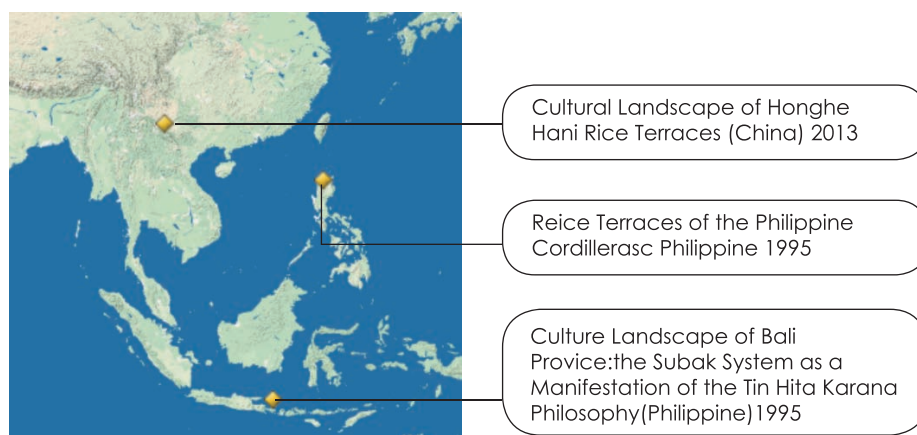 Cultural Landscape of Honghe
Hani Rice Terraces (China) 2013
Reice Terraces of the Philippine
Cordillerasc Philippine 1995
Culture Landscape of Bali
Provice:the Subak System as a
Manifestation of the Tin Hita Karana
Philosophy(Philippine)1995